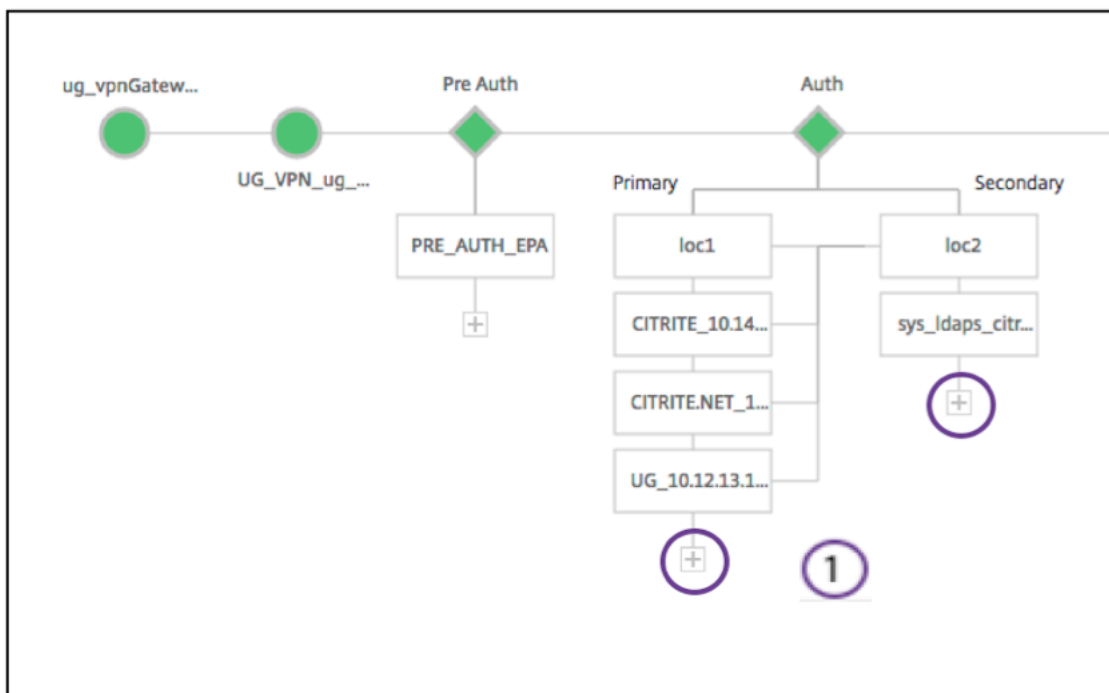 ug_vpnGatew...
Pre Auth
Auth
UG_VPN_ug_...
Primary
Secondary
PRE_AUTH_EPA
loc1
loc2
CITRITE_10.14...
sys_ldaps_citr...
CITRITE.NET_1...
UG_10.12.13.1...
1